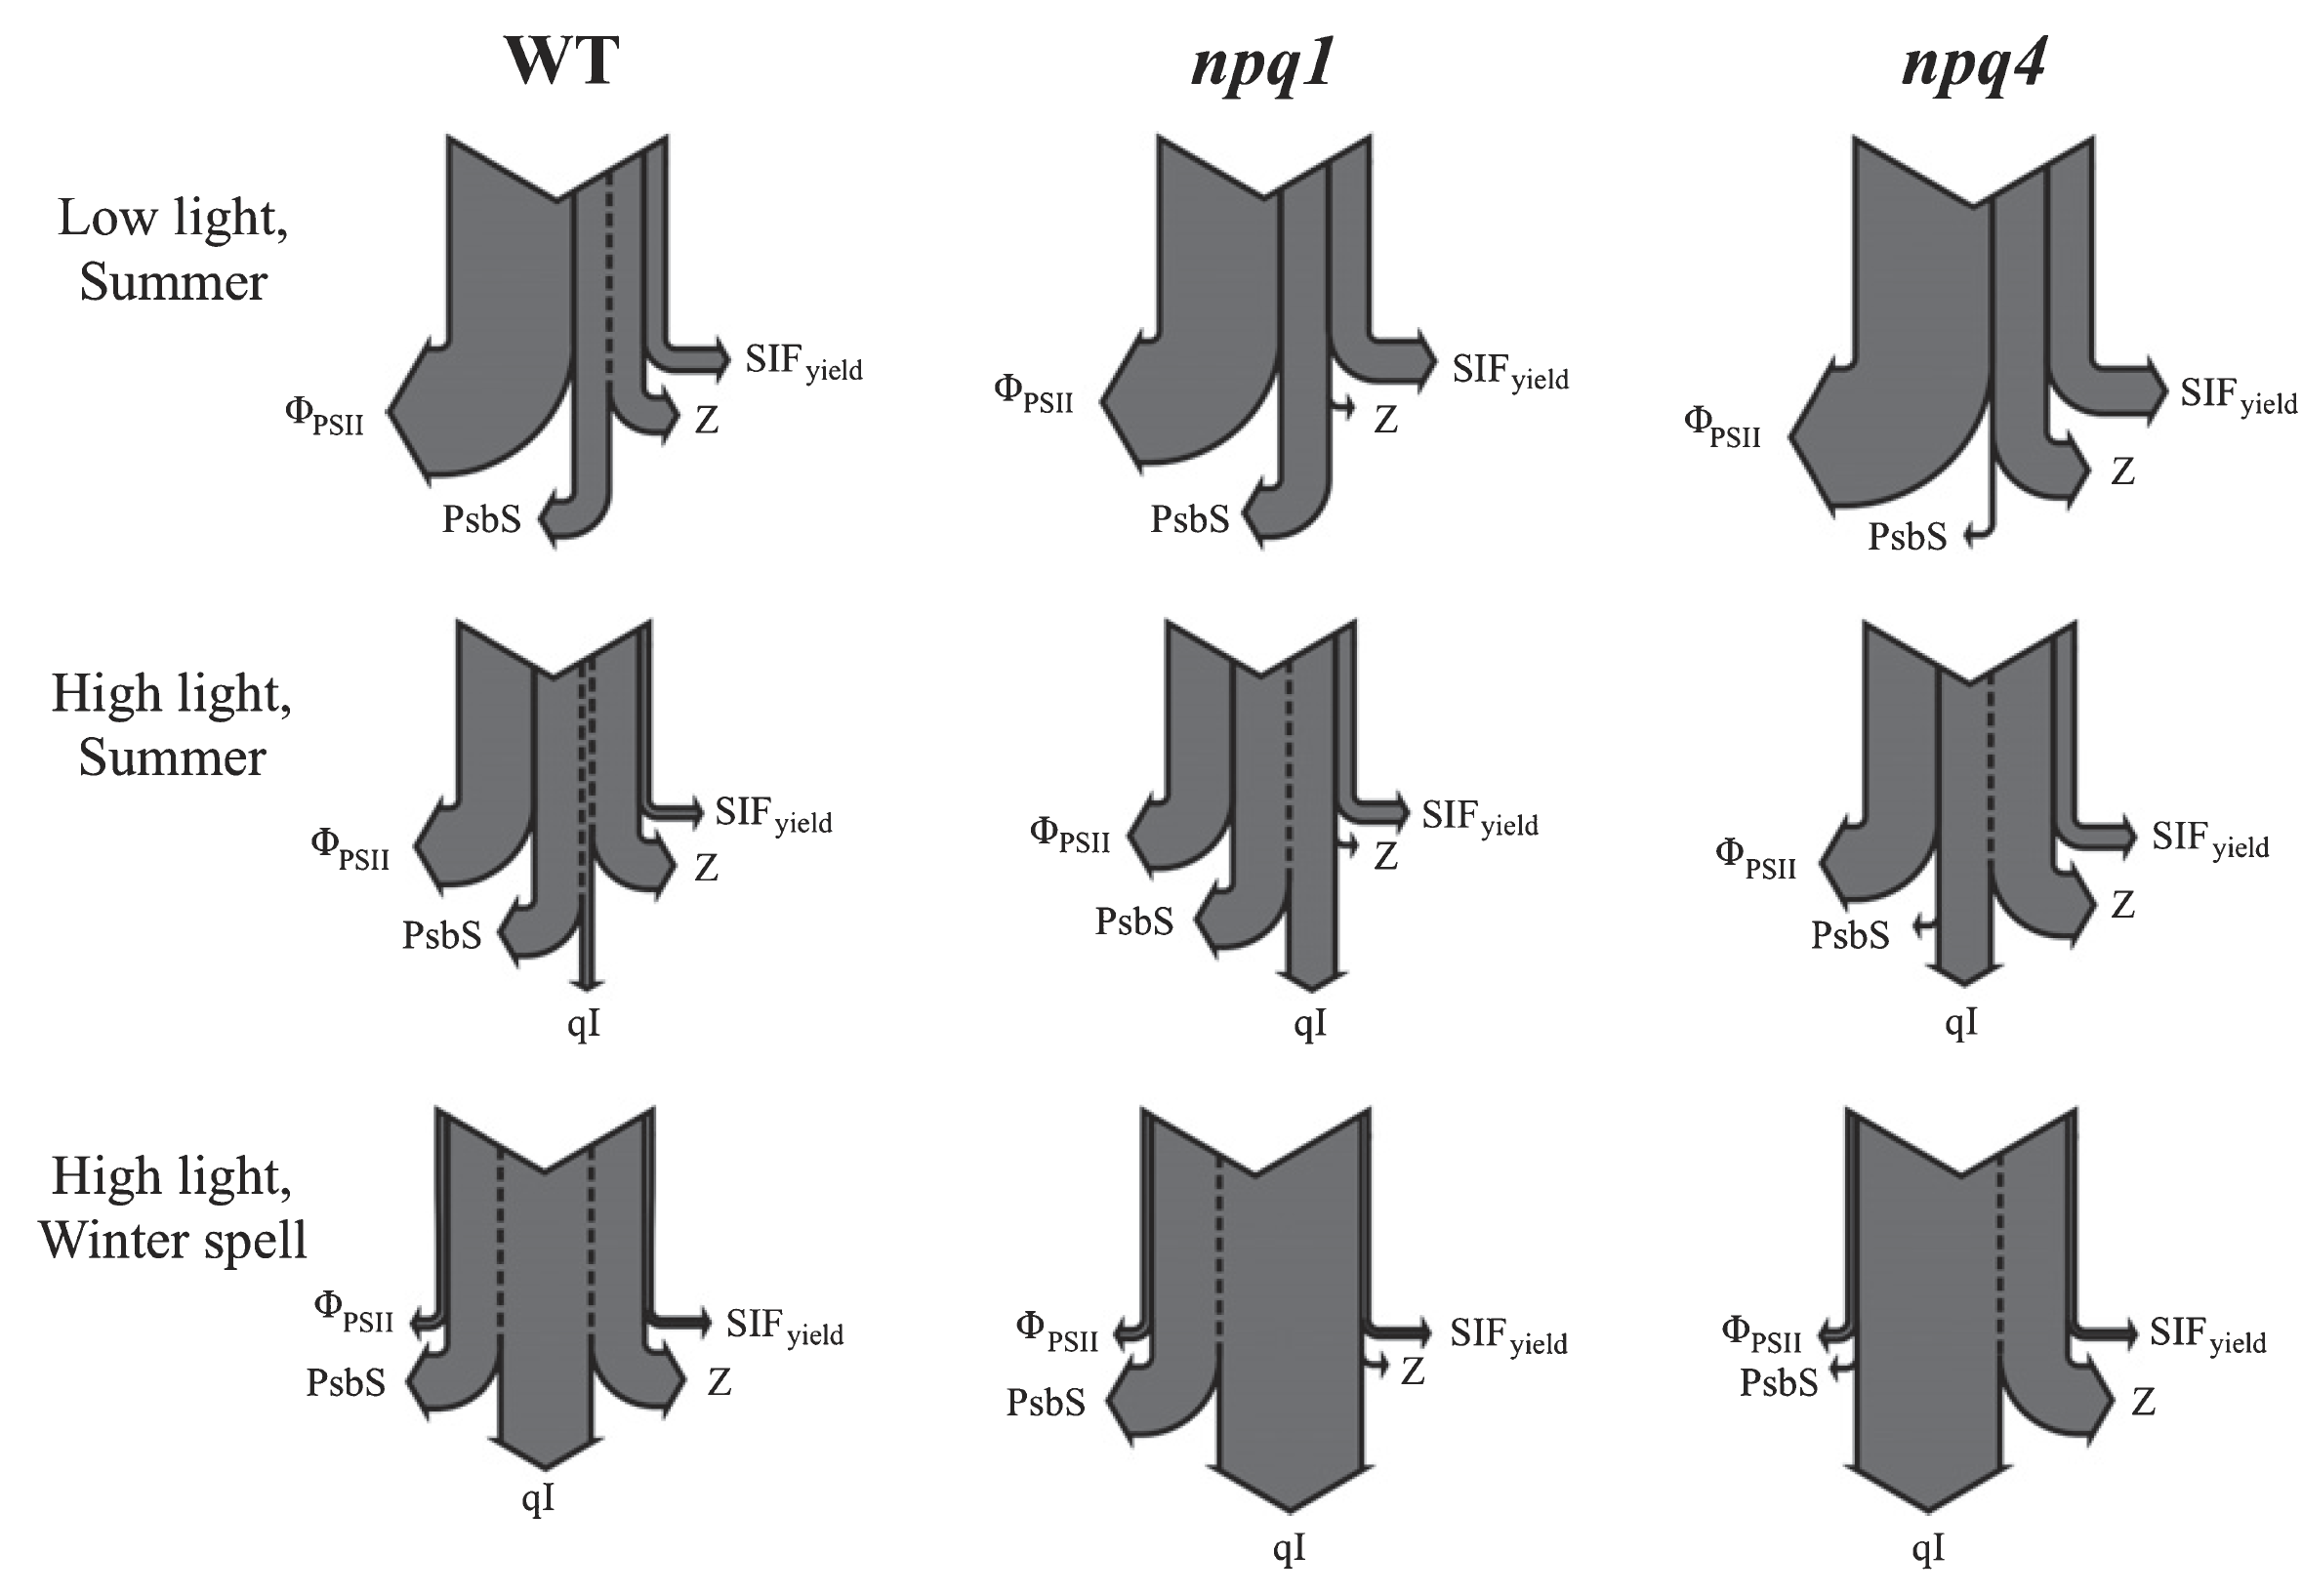 WT
npq1
npq4
Low light,
Summer
ΦPSII
PsbS
Z
SIFyield
ΦPSII
PsbS
Z
SIFyield
ΦPSII
PsbS
Z
SIFyield
High light,
Summer
ΦPSII
PsbS
qI
Z
SIFyield
ΦPSII
PsbS
qI
Z
SIFyield
ΦPSII
PsbS
qI
Z
SIFyield
High light,
Winter spell
ΦPSII
PsbS
qI
Z
SIFyield
ΦPSII
PsbS
qI
Z
SIFyield
ΦPSII
PsbS
qI
Z
SIFyield